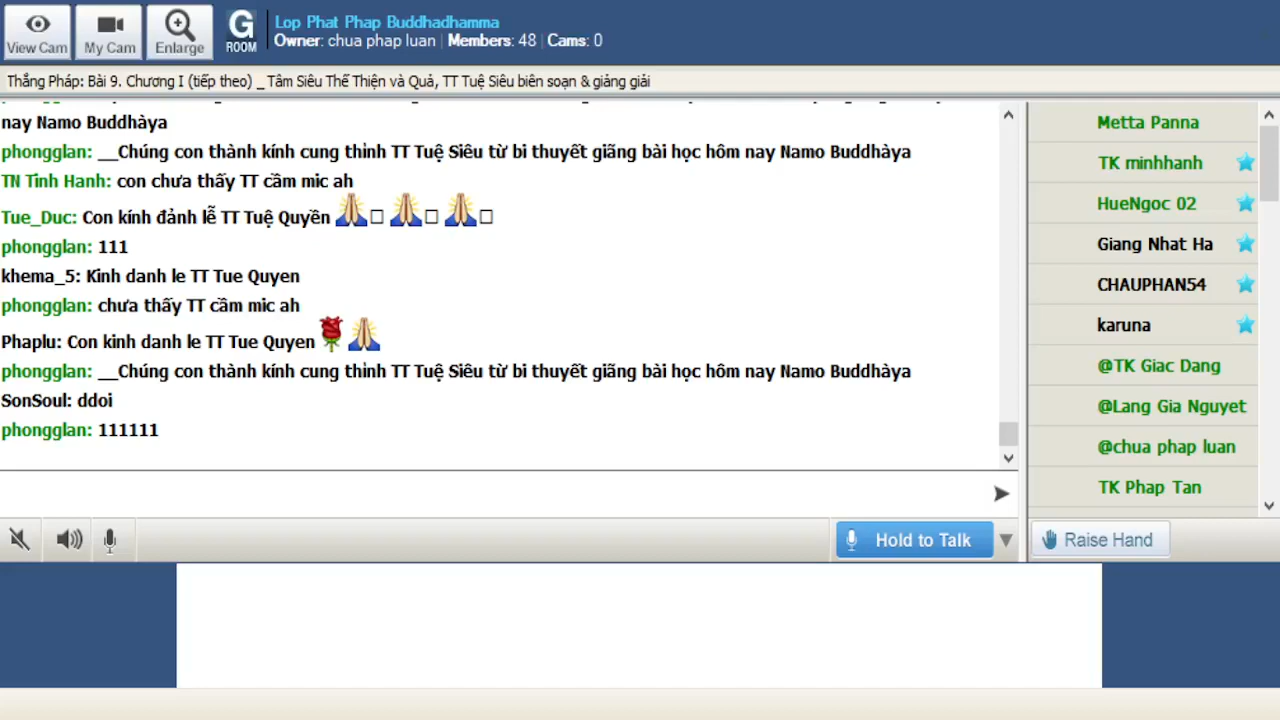 View Cam
My Cam
Enlarge
G
ROOM
Lop Phat Phap Buddhadhamma
Owner: chua phap luan | Members: 48 | Cams: 0
Thắng Pháp: Bài 9. Chương I (tiếp theo) _ Tâm Siêu Thế Thiện và Quả, TT Tuệ Siêu biên soạn & giảng giải
nay Namo Buddhàya
phongglan: __Chúng con thành kính cung thỉnh TT Tuệ Siêu từ bi thuyết giãng bài học hôm nay Namo Buddhàya
TN Tinh Hanh: con chưa thấy TT cầm mic ah
Tue_Duc: Con kính đảnh lễ TT Tuệ Quyền
phongglan: 111
khema_5: Kinh danh le TT Tue Quyen
phongglan: chưa thấy TT cầm mic ah
Phaplu: Con kinh danh le TT Tue Quyen
phongglan: __Chúng con thành kính cung thỉnh TT Tuệ Siêu từ bi thuyết giãng bài học hôm nay Namo Buddhàya
SonSoul: ddoi
phongglan: 111111
Metta Panna
TK minhhanh
HueNgoc 02
Giang Nhat Ha
CHAUPHAN54
karuna
@TK Giac Dang
@Lang Gia Nguyet
@chua phap luan
TK Phap Tan
Hold to Talk
Raise Hand